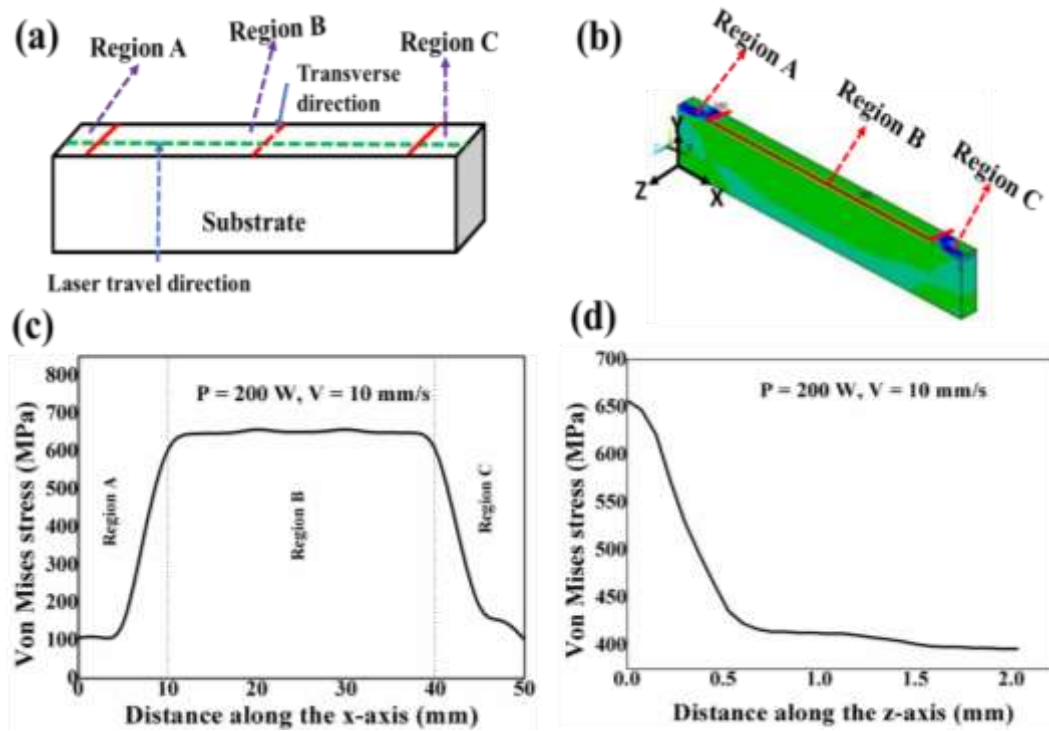 (a)
Region A
Region B
Region C
Transverse
direction
Substrate
Laser travel direction
(b)
Region A
Region B
Region C
Y
Z
X
(c)
Von Mises stress (MPa)
800
700
600
500
400
300
200
100
0
P = 200 W, V = 10 mm/s
Region A
Region B
Region C
0 10 20 30 40 50
Distance along the x-axis (mm)
(d)
Von Mises stress (MPa)
700
650
600
550
500
450
400
P = 200 W, V = 10 mm/s
0.0 0.5 1.0 1.5 2.0
Distance along the z-axis (mm)